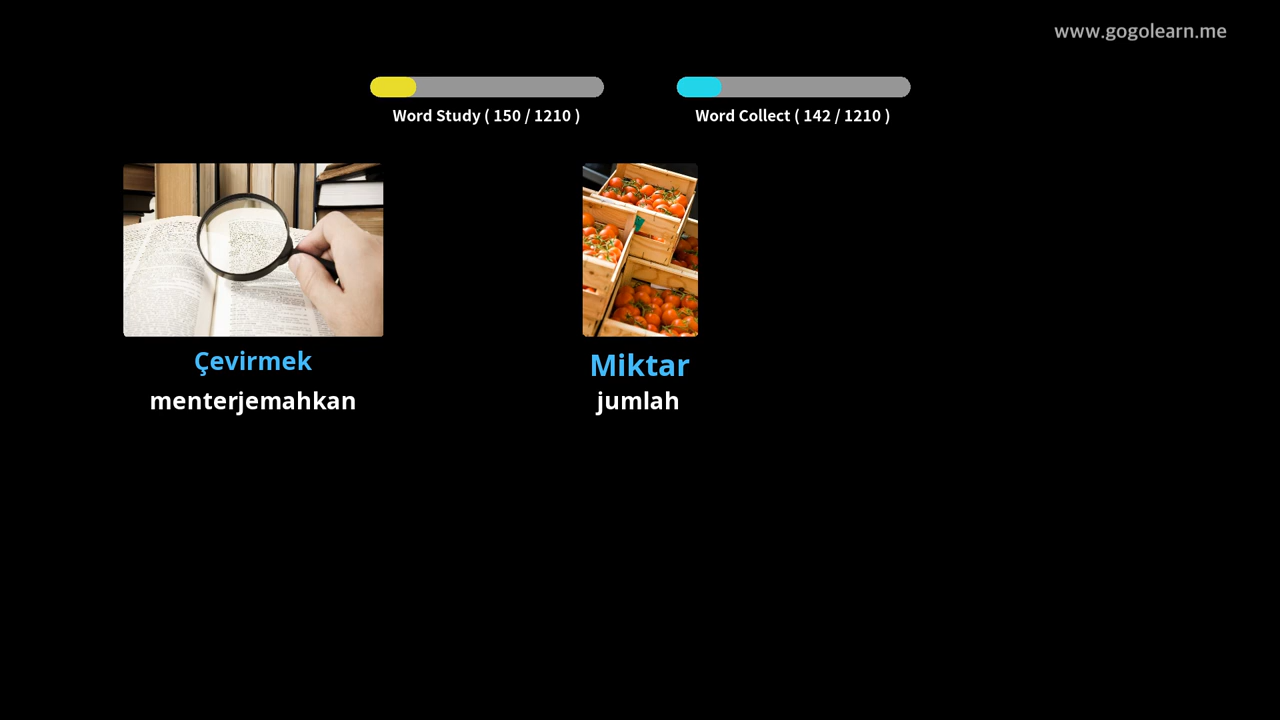 www.gogolearn.me
Word Study ( 150 / 1210 )
Word Collect ( 142 / 1210 )
Çevirmek
menterjemahkan
Miktar
jumlah